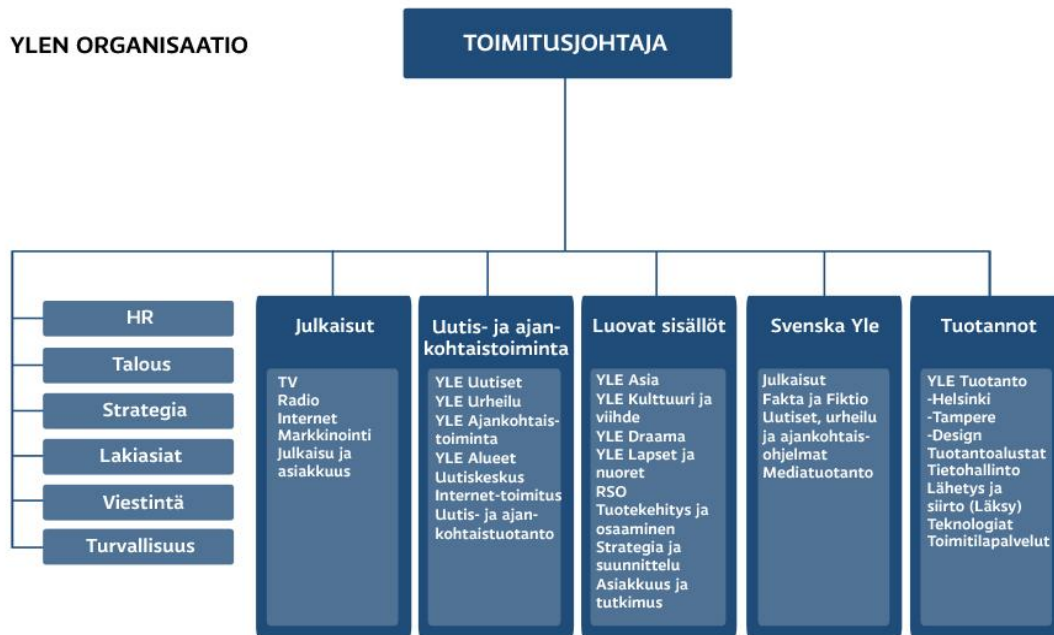 YLEN ORGANISAATIO
TOIMITUSJOHTAJA
HR
Talous
Strategia
Lakiasiat
Viestintä
Turvallisuus
Julkaisut
TV
Radio
Internet
Markkinointi
Julkaisu ja
asiakkuus
Uutis- ja ajan-
kohtaistoiminta
YLE Uutiset
YLE Urheilu
YLE Ajankohtais-
toiminta
YLE Alueet
Uutiskeskus
Internet-toimitus
Uutis- ja ajan-
kohtaistuotanto
Luovat sisällöt
YLE Asia
YLE Kulttuuri ja
viihde
YLE Draama
YLE Lapset ja
nuoret
RSO
Tuotekehitys ja
osaaminen
Strategia ja
suunnittelu
Asiakkuus ja
tutkimus
Svenska Yle
Julkaisut
Fakta ja Fiktio
Uutiset, urheilu
ja ajankohtais-
ohjelmat
Mediatuotanto
Tuotannot
YLE Tuotanto
-Helsinki
-Tampere
-Design
Tuotantoalustat
Tietohallinto
Lähetys ja
siirto (Läksy)
Teknologiat
Toimitilapalvelut